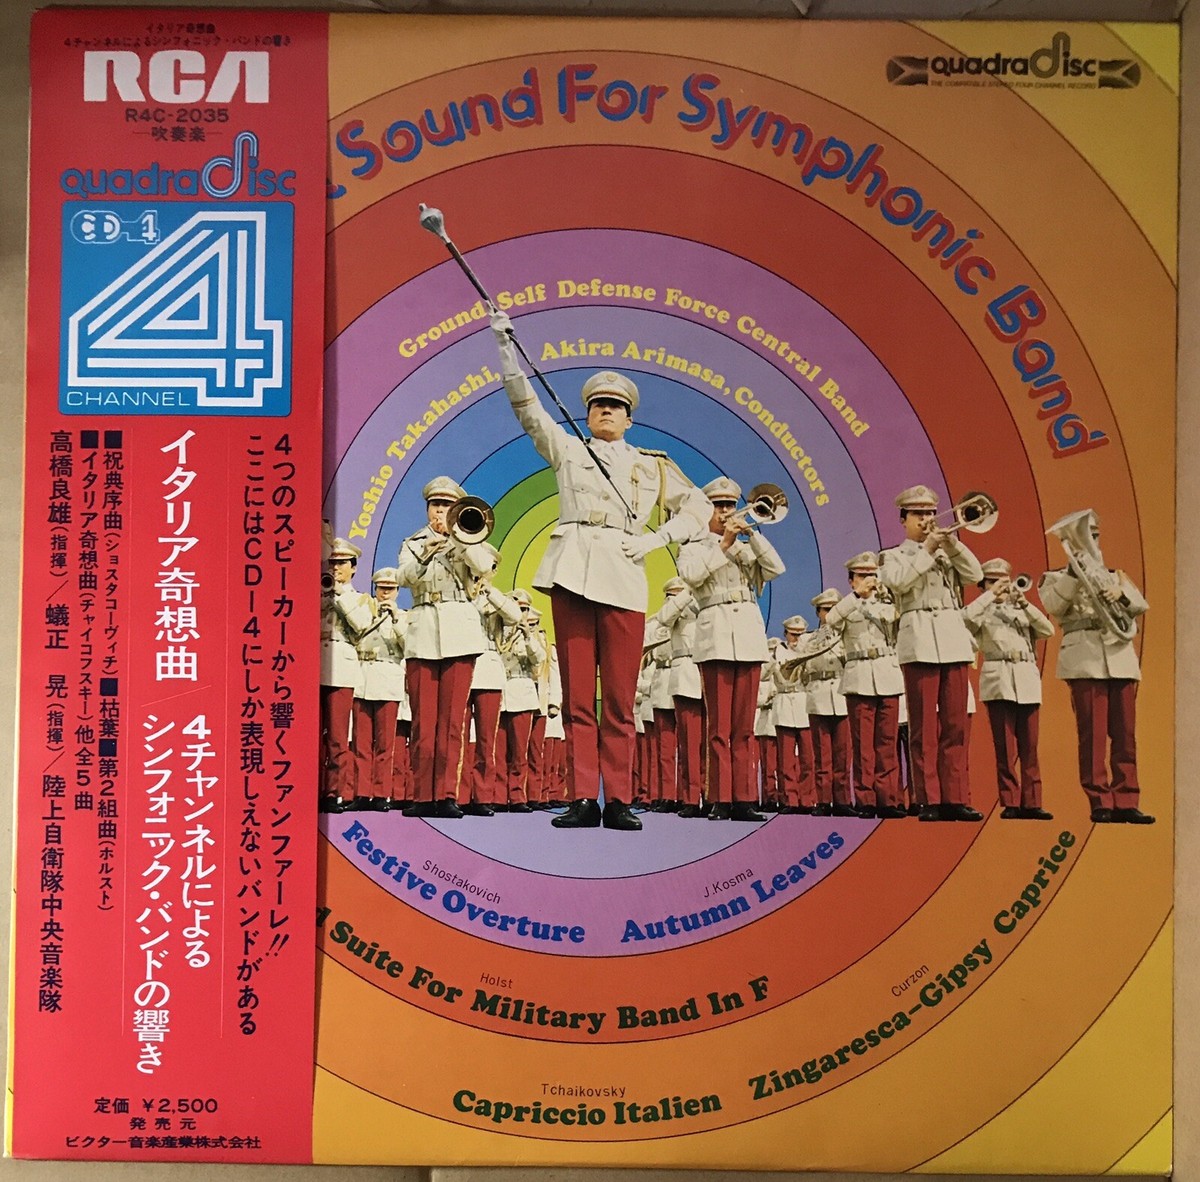 イタリア奇想曲
4チャンネルによるシンフォニック・バンドの響き
RCA
R4C-2035
—吹奏楽—
quadradisc
CD-4
4
CHANNEL
4つのスピーカーから響くファンファーレ!!
ここにはCD-4にしか表現しえないバンドがある
イタリア奇想曲／4チャンネルによる
シンフォニック・バンドの響き
■祝典序曲(ショスタコーヴィチ)■枯葉■第2組曲(ホルスト)
■イタリア奇想曲(チャイコフスキー)他全5曲
高橋良雄(指揮)／蟻正 晃(指揮)／陸上自衛隊中央音楽隊
定価 ¥2,500
発売元
ビクター音楽産業株式会社
quadradisc
THE COMPATIBLE STEREO FOUR CHANNEL RECORD
Sound For Symphonic Band
Ground Self Defense Force Central Band
Yoshio Takahashi, Akira Arimasa, Conductors
Shostakovich
Festive Overture
J.Kosma
Autumn Leaves
Holst
Suite For Military Band In F
Curzon
Zingaresca-Gipsy Caprice
Tchaikovsky
Capriccio Italien